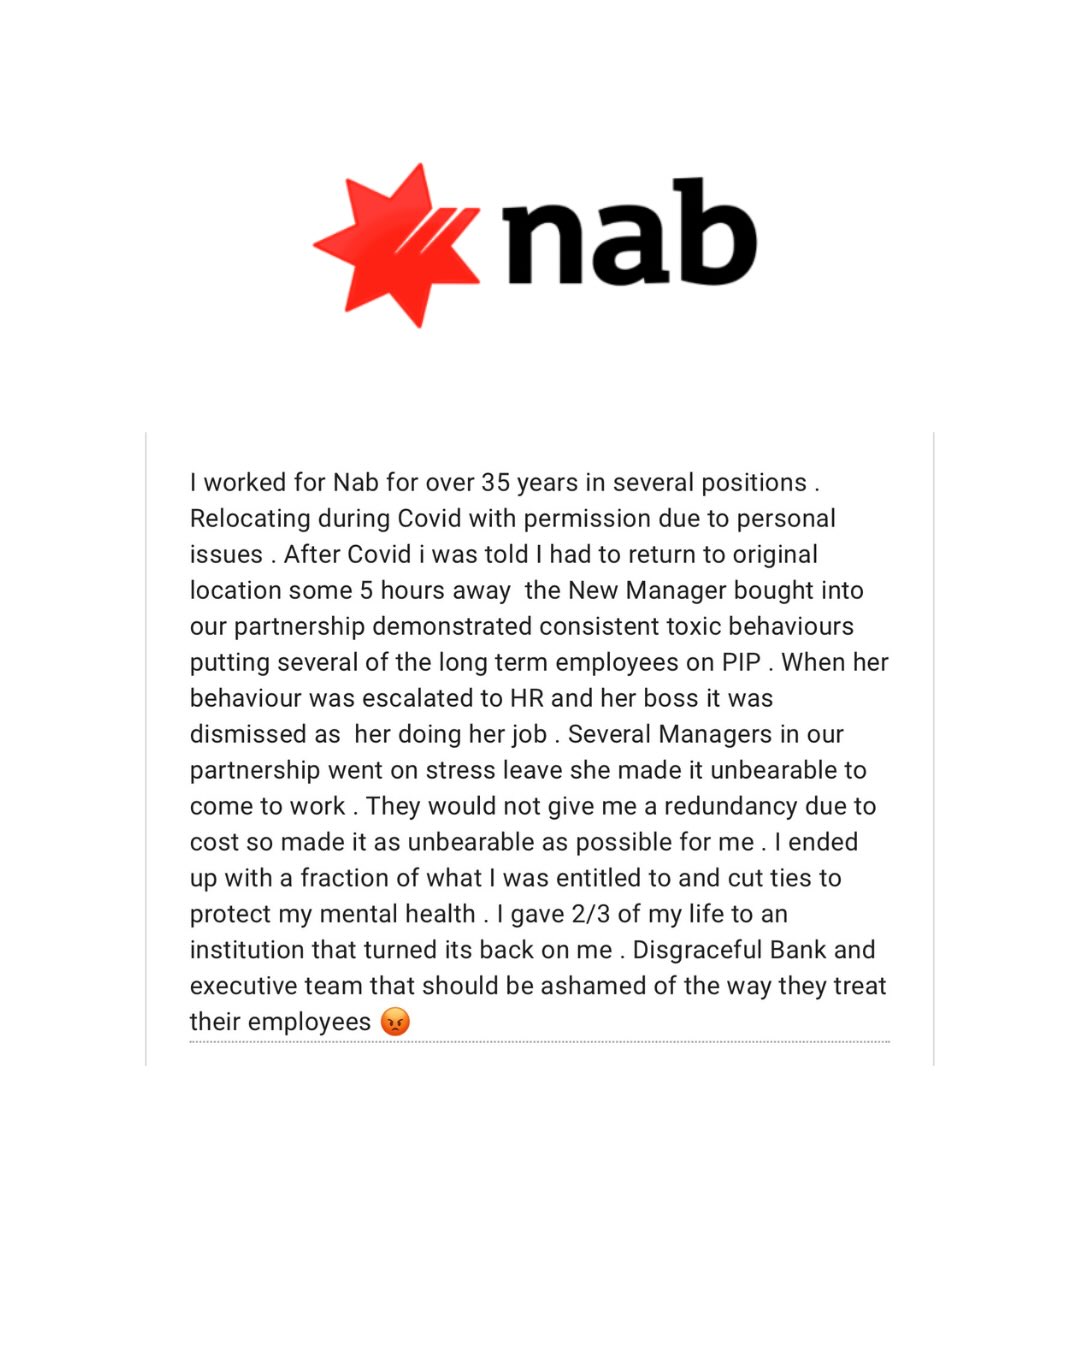 nab
I worked for Nab for over 35 years in several positions .
Relocating during Covid with permission due to personal
issues . After Covid i was told I had to return to original
location some 5 hours away  the New Manager bought into
our partnership demonstrated consistent toxic behaviours
putting several of the long term employees on PIP . When her
behaviour was escalated to HR and her boss it was
dismissed as  her doing her job . Several Managers in our
partnership went on stress leave she made it unbearable to
come to work . They would not give me a redundancy due to
cost so made it as unbearable as possible for me . I ended
up with a fraction of what I was entitled to and cut ties to
protect my mental health . I gave 2/3 of my life to an
institution that turned its back on me . Disgraceful Bank and
executive team that should be ashamed of the way they treat
their employees 😡